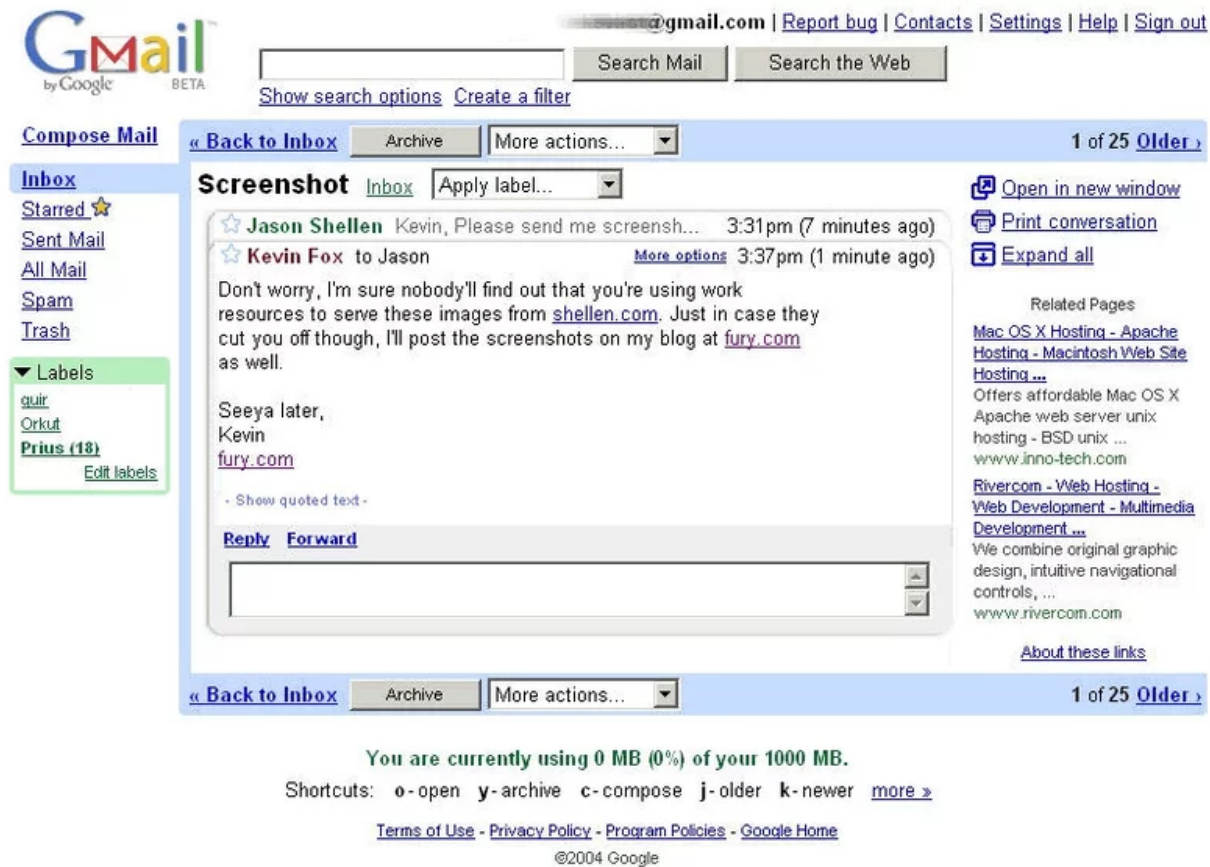 @gmail.com | Report bug | Contacts | Settings | Help | Sign out
GMail
by Google BETA
Search Mail Search the Web
Show search options Create a filter
Compose Mail
Inbox
Starred
Sent Mail
All Mail
Spam
Trash
Labels
quir
Orkut
Prius (18)
Edit labels
« Back to Inbox Archive More actions... 1 of 25 Older ›
Screenshot Inbox Apply label...
Jason Shellen Kevin, Please send me screensh... 3:31pm (7 minutes ago)
Kevin Fox to Jason More options 3:37pm (1 minute ago)
Don't worry, I'm sure nobody'll find out that you're using work
resources to serve these images from shellen.com. Just in case they
cut you off though, I'll post the screenshots on my blog at fury.com
as well.
Seeya later,
Kevin
fury.com
- Show quoted text -
Reply Forward
Open in new window
Print conversation
Expand all
Related Pages
Mac OS X Hosting - Apache
Hosting - Macintosh Web Site
Hosting ...
Offers affordable Mac OS X
Apache web server unix
hosting - BSD unix ...
www.inno-tech.com
Rivercom - Web Hosting -
Web Development - Multimedia
Development ...
We combine original graphic
design, intuitive navigational
controls, ...
www.rivercom.com
About these links
« Back to Inbox Archive More actions... 1 of 25 Older ›
You are currently using 0 MB (0%) of your 1000 MB.
Shortcuts: o - open y - archive c - compose j - older k - newer more »
Terms of Use - Privacy Policy - Program Policies - Google Home
©2004 Google